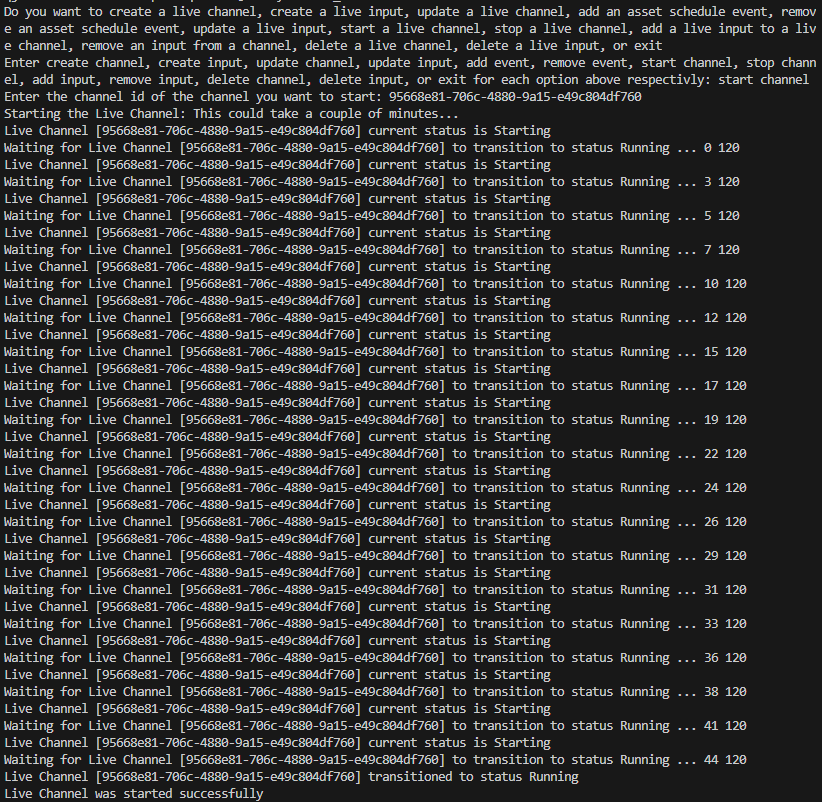 Do you want to create a live channel, create a live input, update a live channel, add an asset schedule event, remov
e an asset schedule event, update a live input, start a live channel, stop a live channel, add a live input to a liv
e channel, remove an input from a channel, delete a live channel, delete a live input, or exit
Enter create channel, create input, update channel, update input, add event, remove event, start channel, stop chann
el, add input, remove input, delete channel, delete input, or exit for each option above respectivly: start channel
Enter the channel id of the channel you want to start: 95668e81-706c-4880-9a15-e49c804df760
Starting the Live Channel: This could take a couple of minutes...
Live Channel [95668e81-706c-4880-9a15-e49c804df760] current status is Starting
Waiting for Live Channel [95668e81-706c-4880-9a15-e49c804df760] to transition to status Running ... 0 120
Live Channel [95668e81-706c-4880-9a15-e49c804df760] current status is Starting
Waiting for Live Channel [95668e81-706c-4880-9a15-e49c804df760] to transition to status Running ... 3 120
Live Channel [95668e81-706c-4880-9a15-e49c804df760] current status is Starting
Waiting for Live Channel [95668e81-706c-4880-9a15-e49c804df760] to transition to status Running ... 5 120
Live Channel [95668e81-706c-4880-9a15-e49c804df760] current status is Starting
Waiting for Live Channel [95668e81-706c-4880-9a15-e49c804df760] to transition to status Running ... 7 120
Live Channel [95668e81-706c-4880-9a15-e49c804df760] current status is Starting
Waiting for Live Channel [95668e81-706c-4880-9a15-e49c804df760] to transition to status Running ... 10 120
Live Channel [95668e81-706c-4880-9a15-e49c804df760] current status is Starting
Waiting for Live Channel [95668e81-706c-4880-9a15-e49c804df760] to transition to status Running ... 12 120
Live Channel [95668e81-706c-4880-9a15-e49c804df760] current status is Starting
Waiting for Live Channel [95668e81-706c-4880-9a15-e49c804df760] to transition to status Running ... 15 120
Live Channel [95668e81-706c-4880-9a15-e49c804df760] current status is Starting
Waiting for Live Channel [95668e81-706c-4880-9a15-e49c804df760] to transition to status Running ... 17 120
Live Channel [95668e81-706c-4880-9a15-e49c804df760] current status is Starting
Waiting for Live Channel [95668e81-706c-4880-9a15-e49c804df760] to transition to status Running ... 19 120
Live Channel [95668e81-706c-4880-9a15-e49c804df760] current status is Starting
Waiting for Live Channel [95668e81-706c-4880-9a15-e49c804df760] to transition to status Running ... 22 120
Live Channel [95668e81-706c-4880-9a15-e49c804df760] current status is Starting
Waiting for Live Channel [95668e81-706c-4880-9a15-e49c804df760] to transition to status Running ... 24 120
Live Channel [95668e81-706c-4880-9a15-e49c804df760] current status is Starting
Waiting for Live Channel [95668e81-706c-4880-9a15-e49c804df760] to transition to status Running ... 26 120
Live Channel [95668e81-706c-4880-9a15-e49c804df760] current status is Starting
Waiting for Live Channel [95668e81-706c-4880-9a15-e49c804df760] to transition to status Running ... 29 120
Live Channel [95668e81-706c-4880-9a15-e49c804df760] current status is Starting
Waiting for Live Channel [95668e81-706c-4880-9a15-e49c804df760] to transition to status Running ... 31 120
Live Channel [95668e81-706c-4880-9a15-e49c804df760] current status is Starting
Waiting for Live Channel [95668e81-706c-4880-9a15-e49c804df760] to transition to status Running ... 33 120
Live Channel [95668e81-706c-4880-9a15-e49c804df760] current status is Starting
Waiting for Live Channel [95668e81-706c-4880-9a15-e49c804df760] to transition to status Running ... 36 120
Live Channel [95668e81-706c-4880-9a15-e49c804df760] current status is Starting
Waiting for Live Channel [95668e81-706c-4880-9a15-e49c804df760] to transition to status Running ... 38 120
Live Channel [95668e81-706c-4880-9a15-e49c804df760] current status is Starting
Waiting for Live Channel [95668e81-706c-4880-9a15-e49c804df760] to transition to status Running ... 41 120
Live Channel [95668e81-706c-4880-9a15-e49c804df760] current status is Starting
Waiting for Live Channel [95668e81-706c-4880-9a15-e49c804df760] to transition to status Running ... 44 120
Live Channel [95668e81-706c-4880-9a15-e49c804df760] transitioned to status Running
Live Channel was started successfully